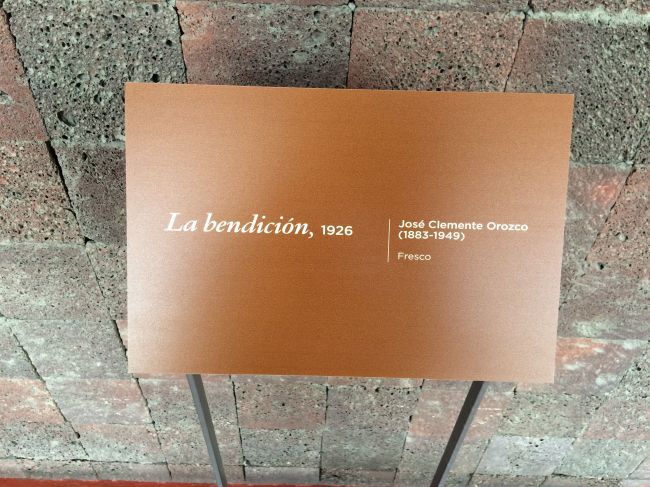 La bendición, 1926
José Clemente Orozco
(1883-1949)
Fresco